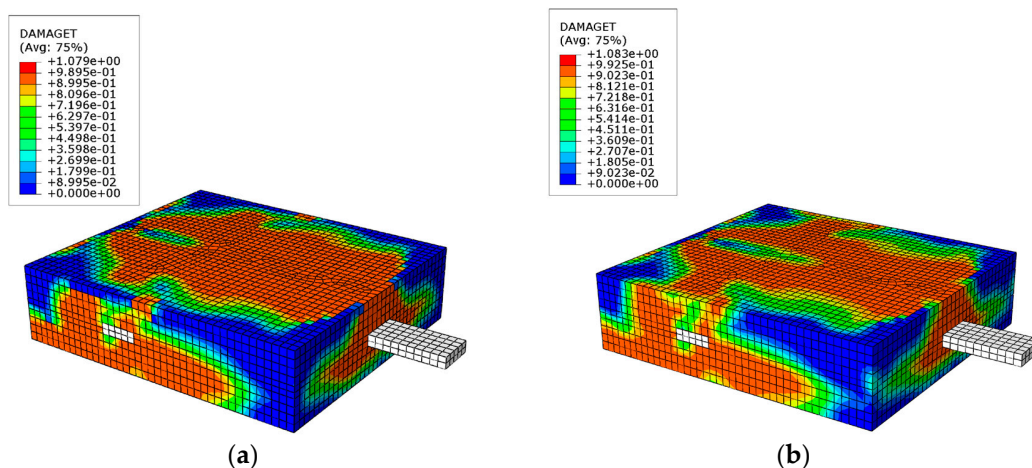 DAMAGET
(Avg: 75%)
+1.079e+00
+9.895e-01
+8.995e-01
+8.096e-01
+7.196e-01
+6.297e-01
+5.397e-01
+4.498e-01
+3.598e-01
+2.699e-01
+1.799e-01
+8.995e-02
+0.000e+00
(a)
DAMAGET
(Avg: 75%)
+1.083e+00
+9.925e-01
+9.023e-01
+8.121e-01
+7.218e-01
+6.316e-01
+5.414e-01
+4.511e-01
+3.609e-01
+2.707e-01
+1.805e-01
+9.023e-02
+0.000e+00
(b)